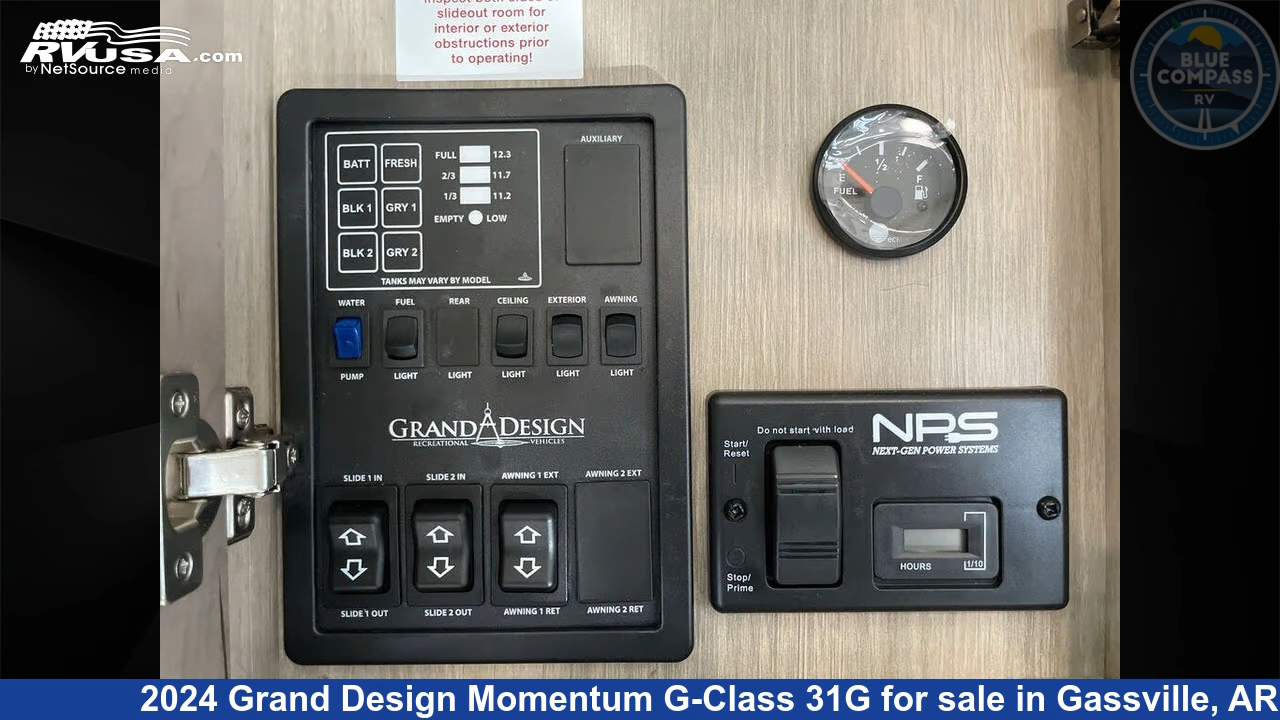 RVUSA.com
by NetSource media
slideout room for
interior or exterior
obstructions prior
to operating!
BLUE
COMPASS
RV
BATT
FRESH
BLK 1
GRY 1
BLK 2
GRY 2
FULL 12.3
2/3 11.7
1/3 11.2
EMPTY LOW
TANKS MAY VARY BY MODEL
AUXILIARY
WATER
PUMP
FUEL
LIGHT
REAR
LIGHT
CEILING
LIGHT
EXTERIOR
LIGHT
AWNING
LIGHT
GRAND DESIGN
RECREATIONAL VEHICLES
SLIDE 1 IN
SLIDE 1 OUT
SLIDE 2 IN
SLIDE 2 OUT
AWNING 1 EXT
AWNING 1 RET
AWNING 2 EXT
AWNING 2 RET
1/2
E
F
FUEL
Do not start with load
Start/
Reset
NPS
NEXT-GEN POWER SYSTEMS
HOURS
1/10
Stop/
Prime
2024 Grand Design Momentum G-Class 31G for sale in Gassville, AR